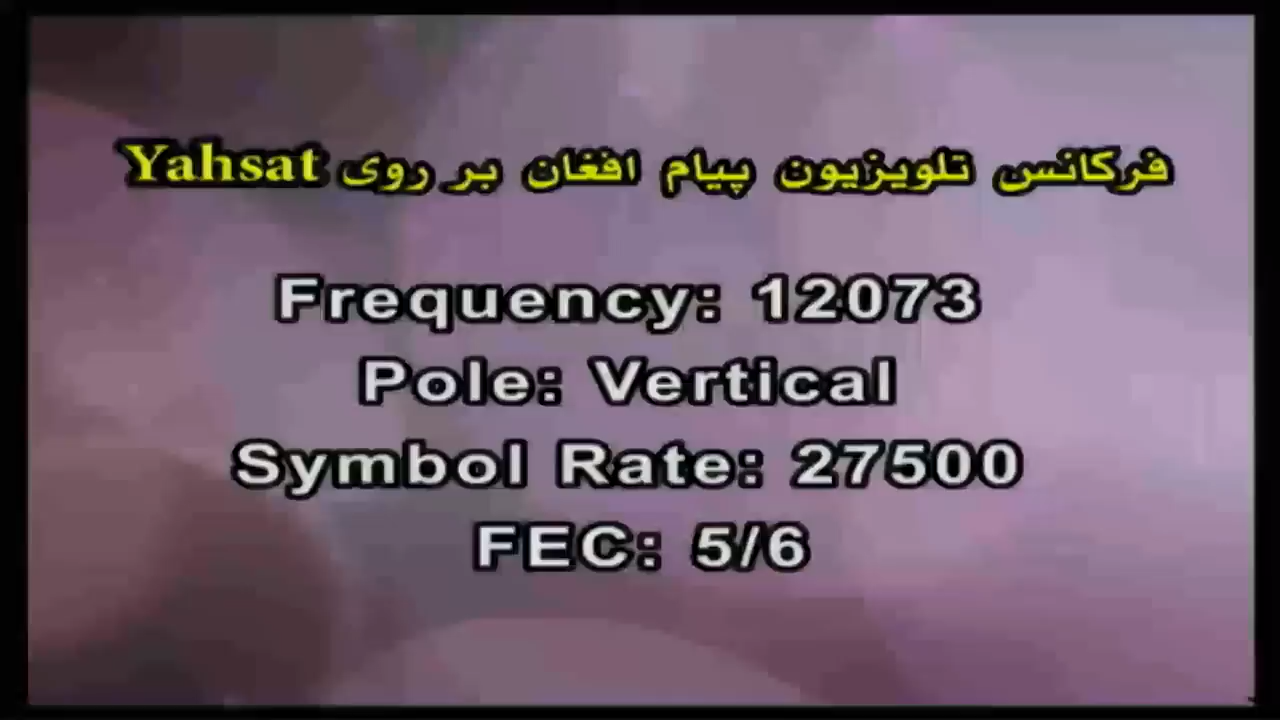 فرکانس تلویزیون پیام افغان بر روی Yahsat
Frequency: 12073
Pole: Vertical
Symbol Rate: 27500
FEC: 5/6